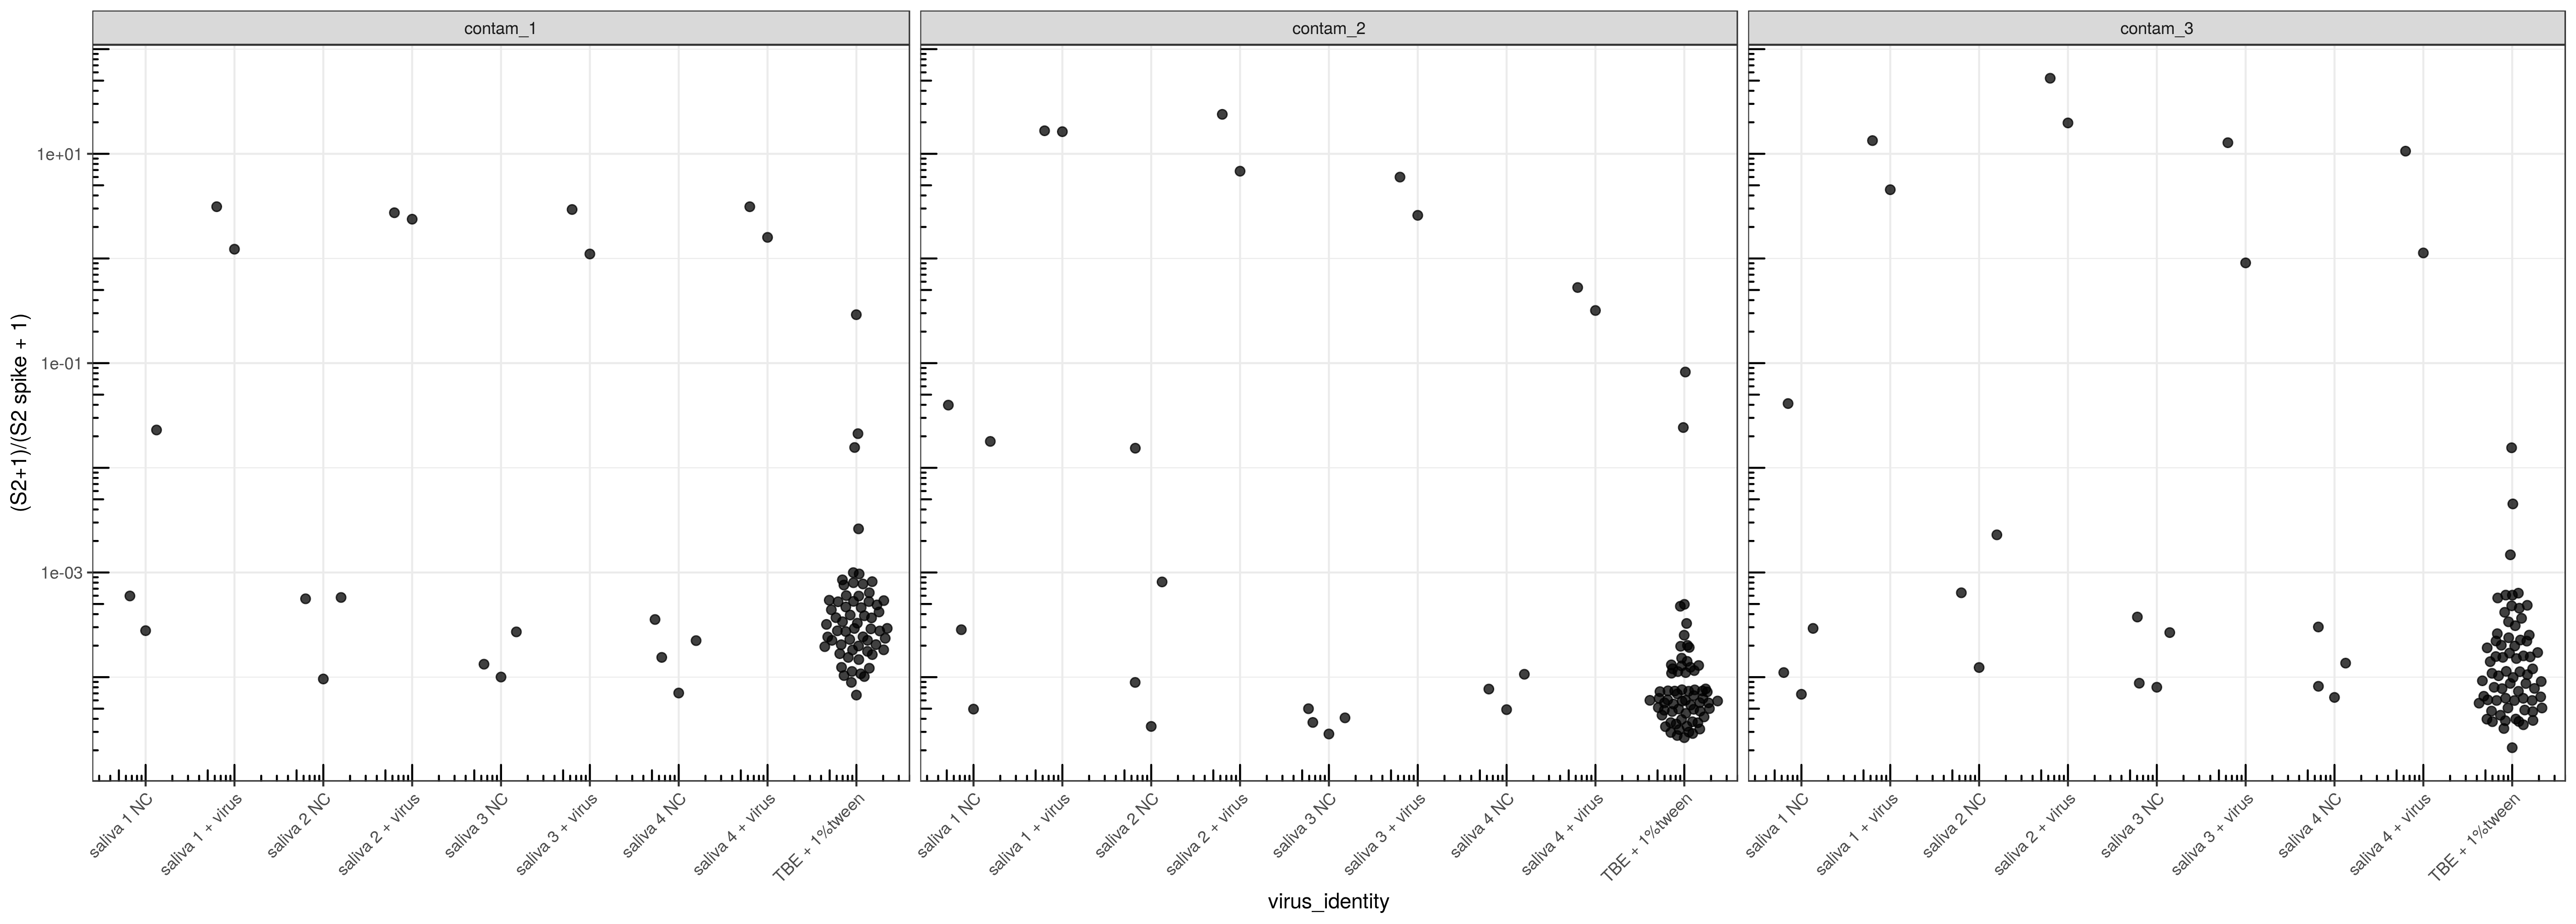 contam_1
contam_2
contam_3
(S2+1)/(S2 spike + 1)
1e+01
1e-01
1e-03
saliva 1 NC
saliva 1 + virus
saliva 2 NC
saliva 2 + virus
saliva 3 NC
saliva 3 + virus
saliva 4 NC
saliva 4 + virus
TBE + 1%tween
saliva 1 NC
saliva 1 + virus
saliva 2 NC
saliva 2 + virus
saliva 3 NC
saliva 3 + virus
saliva 4 NC
saliva 4 + virus
TBE + 1%tween
saliva 1 NC
saliva 1 + virus
saliva 2 NC
saliva 2 + virus
saliva 3 NC
saliva 3 + virus
saliva 4 NC
saliva 4 + virus
TBE + 1%tween
virus_identity